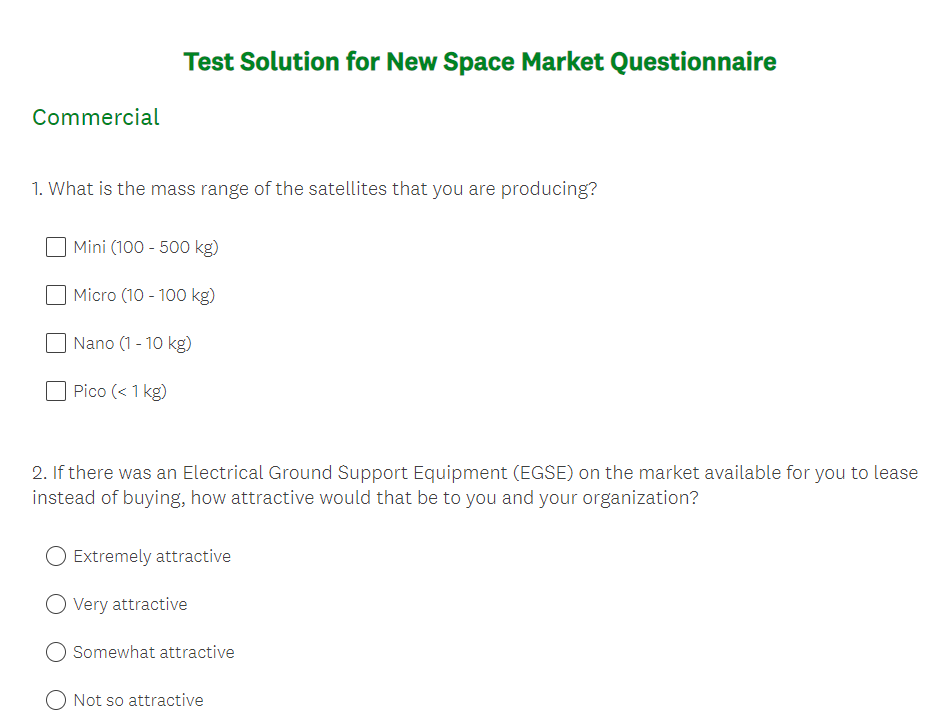 Test Solution for New Space Market Questionnaire
Commercial
1. What is the mass range of the satellites that you are producing?
Mini (100 - 500 kg)
Micro (10 - 100 kg)
Nano (1 - 10 kg)
Pico (< 1 kg)
2. If there was an Electrical Ground Support Equipment (EGSE) on the market available for you to lease
instead of buying, how attractive would that be to you and your organization?
Extremely attractive
Very attractive
Somewhat attractive
Not so attractive